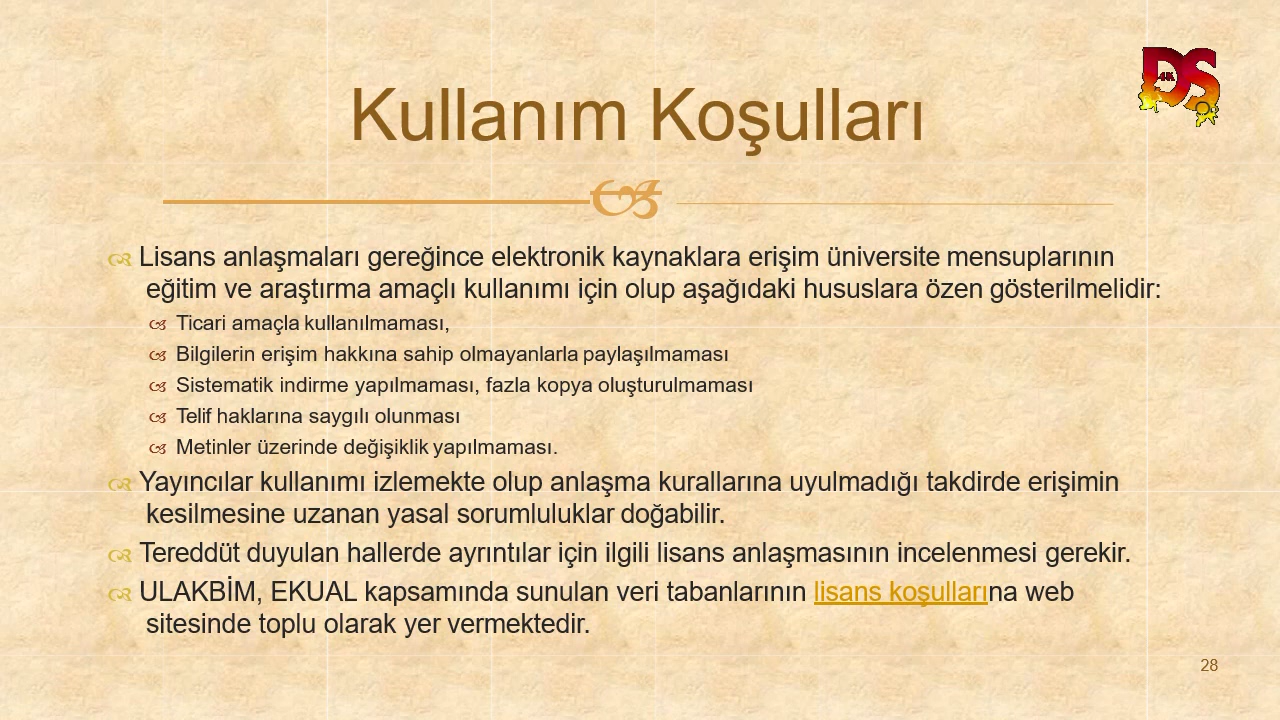 DS
4K
Kullanım Koşulları
Lisans anlaşmaları gereğince elektronik kaynaklara erişim üniversite mensuplarının
eğitim ve araştırma amaçlı kullanımı için olup aşağıdaki hususlara özen gösterilmelidir:
Ticari amaçla kullanılmaması,
Bilgilerin erişim hakkına sahip olmayanlarla paylaşılmaması
Sistematik indirme yapılmaması, fazla kopya oluşturulmaması
Telif haklarına saygılı olunması
Metinler üzerinde değişiklik yapılmaması.
Yayıncılar kullanımı izlemekte olup anlaşma kurallarına uyulmadığı takdirde erişimin
kesilmesine uzanan yasal sorumluluklar doğabilir.
Tereddüt duyulan hallerde ayrıntılar için ilgili lisans anlaşmasının incelenmesi gerekir.
ULAKBİM, EKUAL kapsamında sunulan veri tabanlarının lisans koşullarına web
sitesinde toplu olarak yer vermektedir.
28